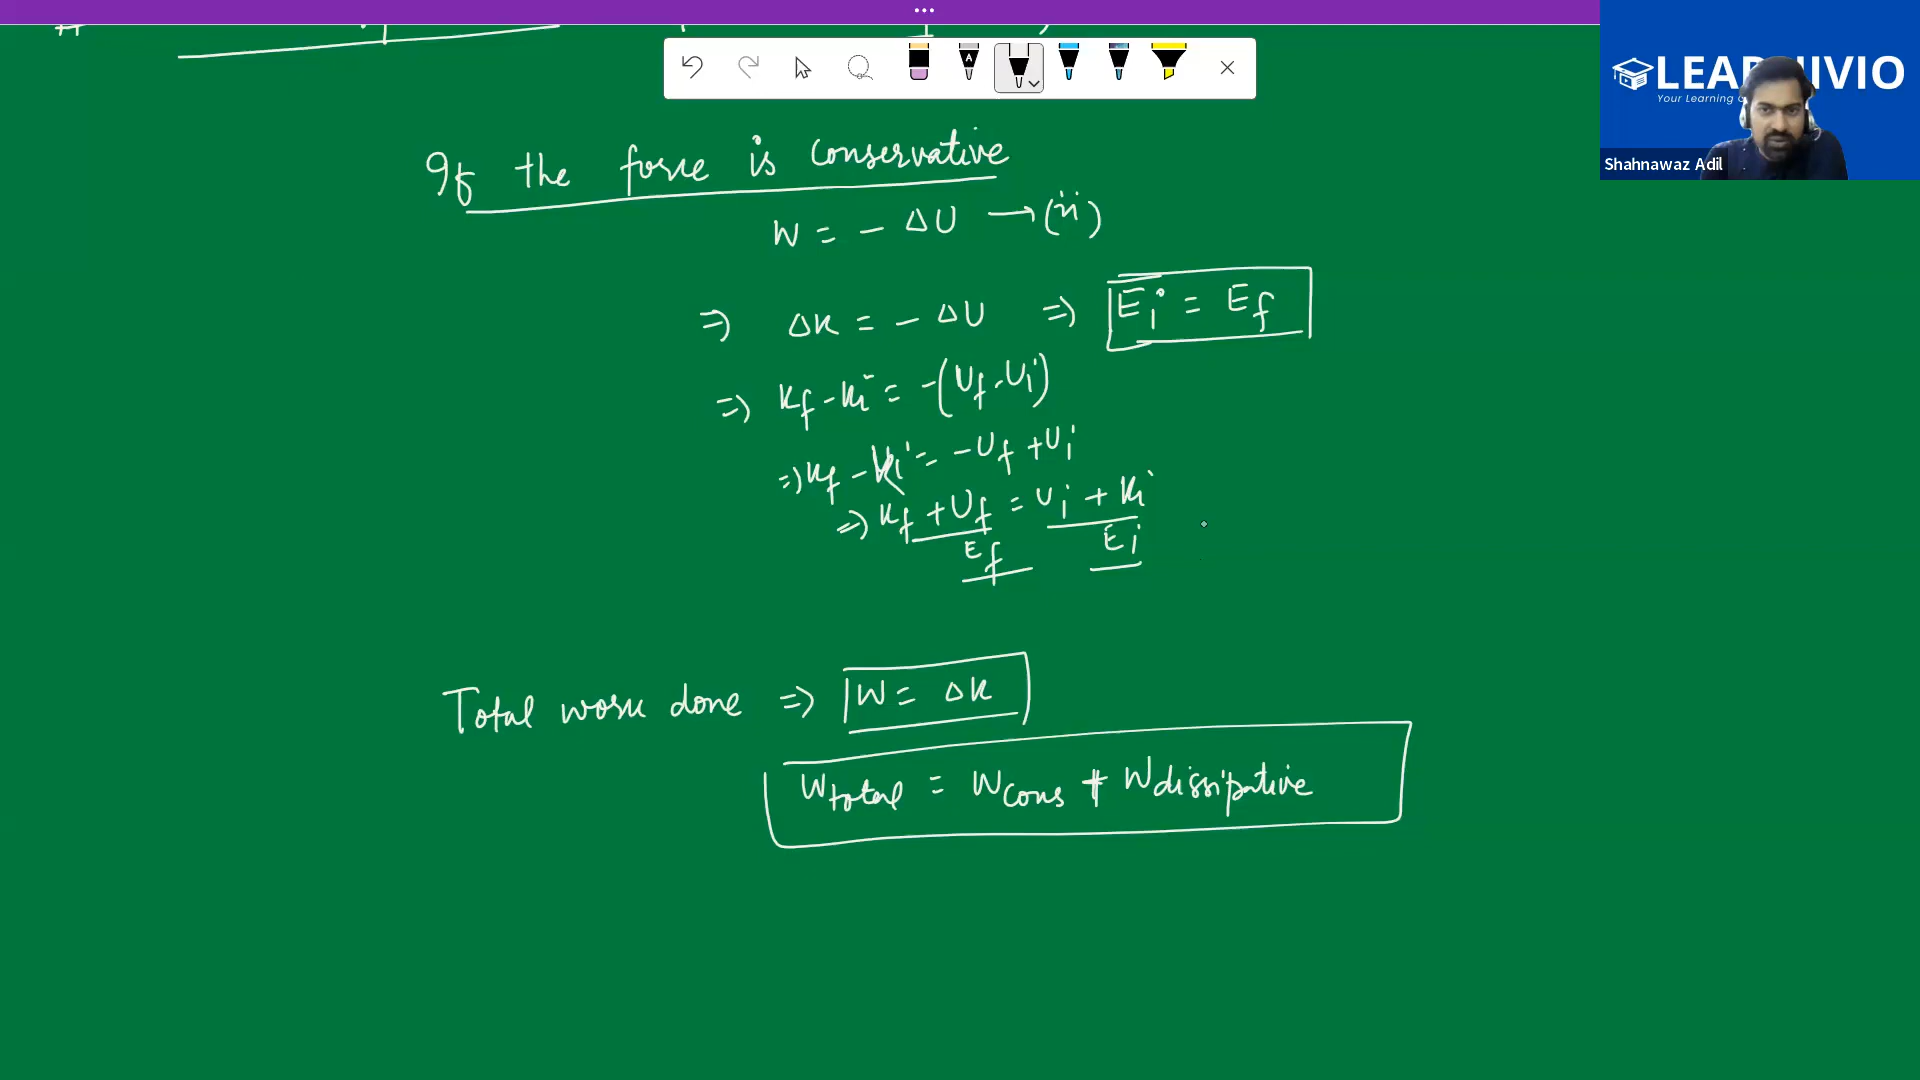 LEARNIVIO
Your Learning
Shahnawaz Adil
If the force is conservative
W = - ΔU → (ii)
⇒ ΔK = - ΔU ⇒ Ei = Ef
⇒ Kf - Ki = -(Uf - Ui)
⇒ Kf - Ki = -Uf + Ui
⇒ Kf + Uf = Ui + Ki
Ef Ei
Total work done ⇒ W = ΔK
Wtotal = Wcons + Wdissipative